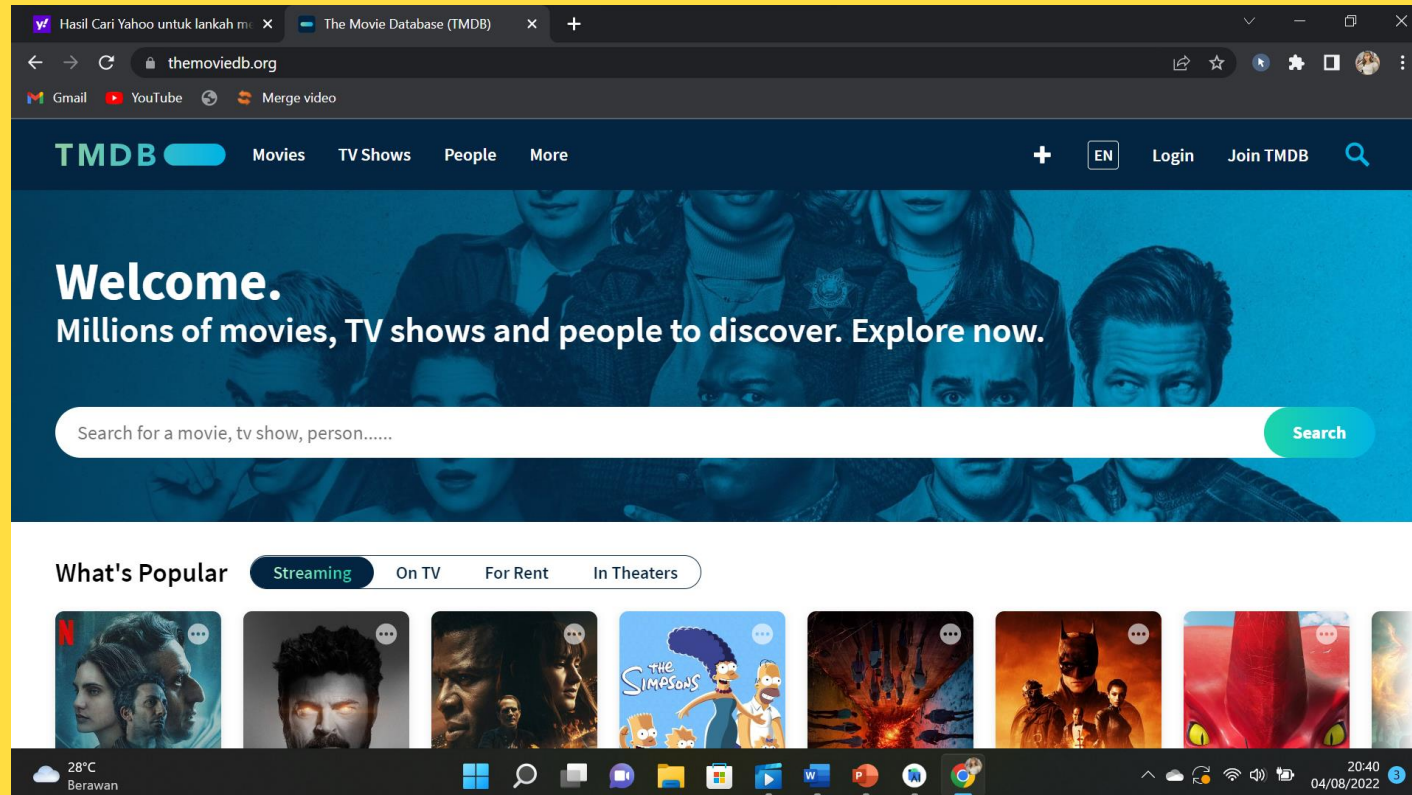 Hasil Cari Yahoo untuk lankah me
The Movie Database (TMDB)
themoviedb.org
Gmail YouTube Merge video
TMDB Movies TV Shows People More EN Login Join TMDB
Welcome.
Millions of movies, TV shows and people to discover. Explore now.
Search for a movie, tv show, person......
Search
What's Popular Streaming On TV For Rent In Theaters
N
THE
SIMPSONS
28°C
Berawan
20:40
04/08/2022
3